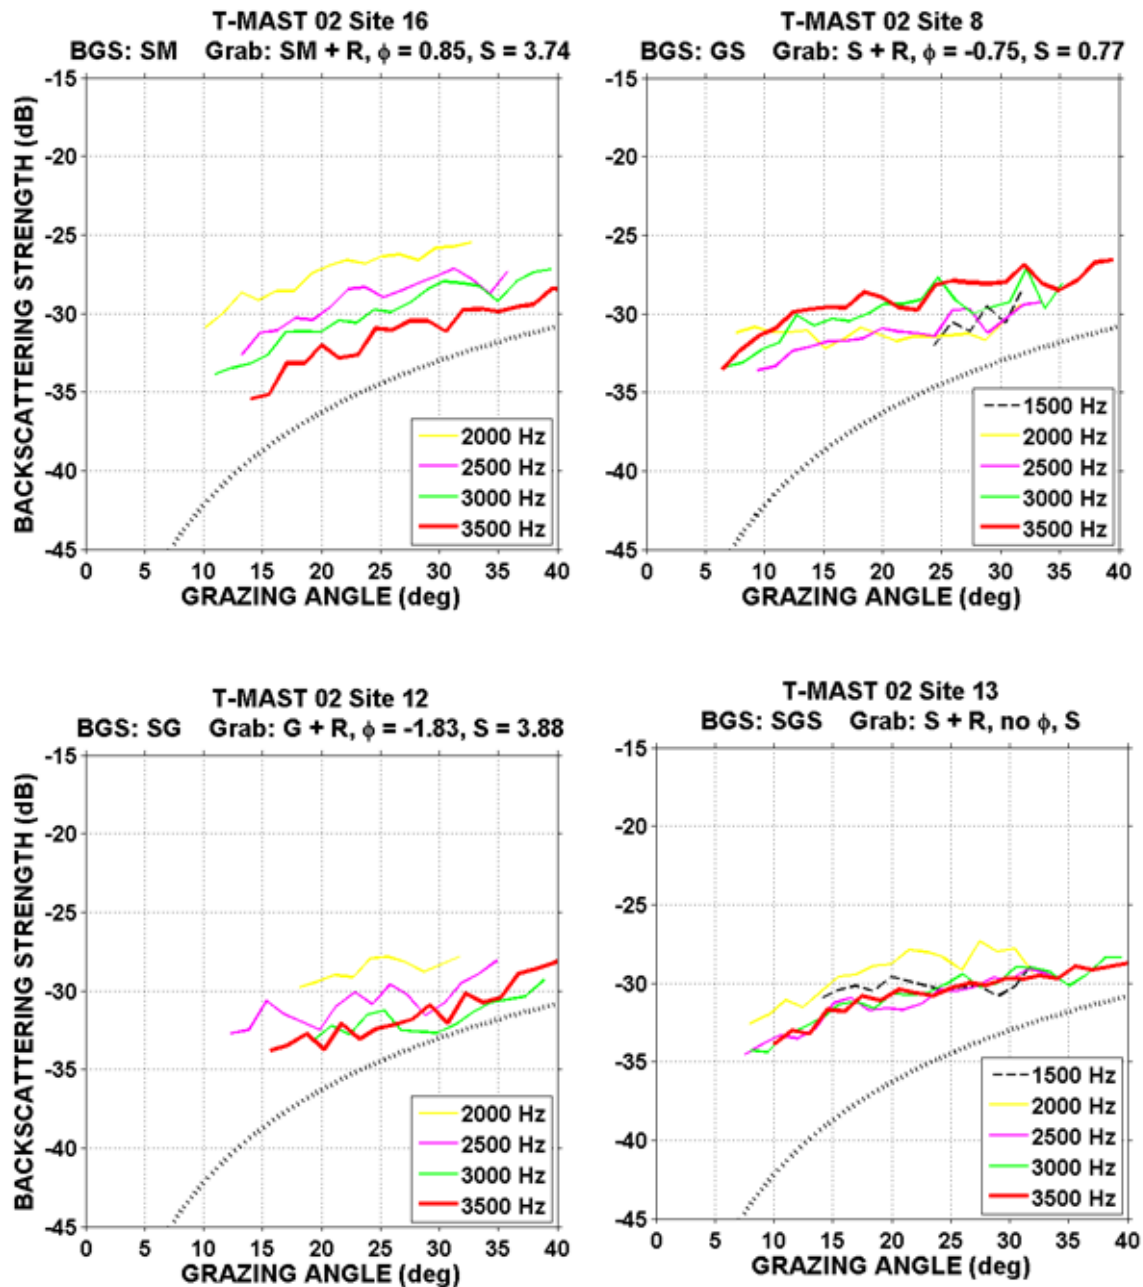 T-MAST 02 Site 16
BGS: SM Grab: SM + R, ϕ = 0.85, S = 3.74
BACKSCATTERING STRENGTH (dB)
-15
-20
-25
-30
-35
-40
-45
0 5 10 15 20 25 30 35 40
GRAZING ANGLE (deg)
2000 Hz
2500 Hz
3000 Hz
3500 Hz
T-MAST 02 Site 8
BGS: GS Grab: S + R, ϕ = -0.75, S = 0.77
-15
-20
-25
-30
-35
-40
-45
0 5 10 15 20 25 30 35 40
GRAZING ANGLE (deg)
1500 Hz
2000 Hz
2500 Hz
3000 Hz
3500 Hz
T-MAST 02 Site 12
BGS: SG Grab: G + R, ϕ = -1.83, S = 3.88
BACKSCATTERING STRENGTH (dB)
-15
-20
-25
-30
-35
-40
-45
0 5 10 15 20 25 30 35 40
GRAZING ANGLE (deg)
2000 Hz
2500 Hz
3000 Hz
3500 Hz
T-MAST 02 Site 13
BGS: SGS Grab: S + R, no ϕ, S
-15
-20
-25
-30
-35
-40
-45
0 5 10 15 20 25 30 35 40
GRAZING ANGLE (deg)
1500 Hz
2000 Hz
2500 Hz
3000 Hz
3500 Hz